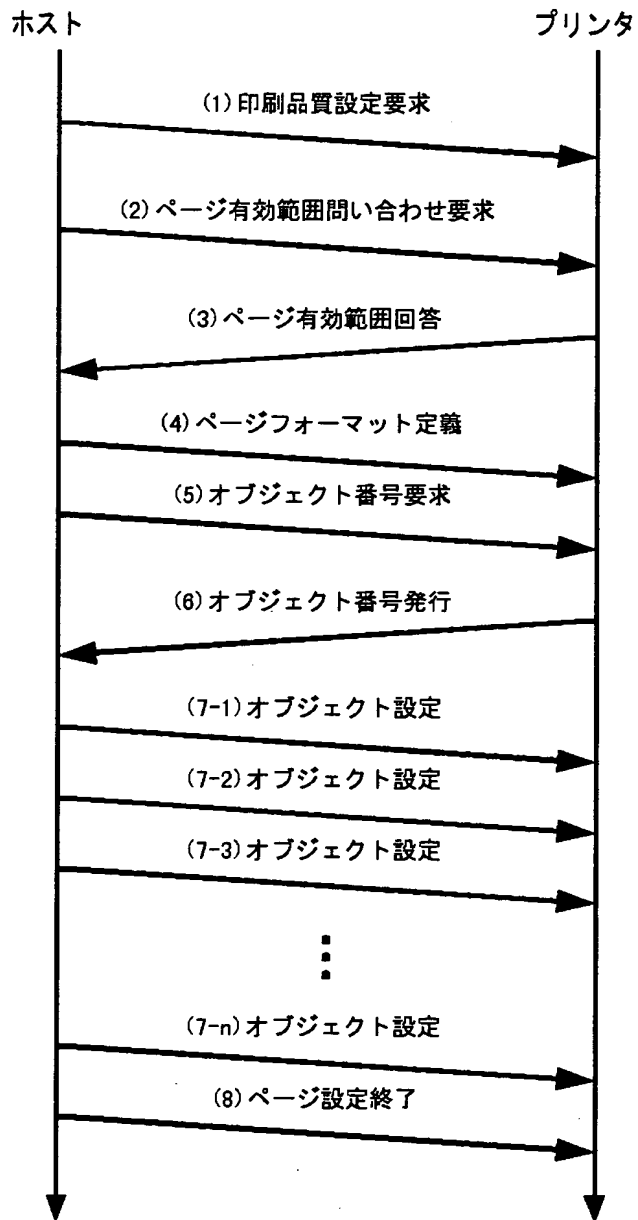 ホスト
プリンタ
(1)印刷品質設定要求
(2)ページ有効範囲問い合わせ要求
(3)ページ有効範囲回答
(4)ページフォーマット定義
(5)オブジェクト番号要求
(6)オブジェクト番号発行
(7-1)オブジェクト設定
(7-2)オブジェクト設定
(7-3)オブジェクト設定
(7-n)オブジェクト設定
(8)ページ設定終了